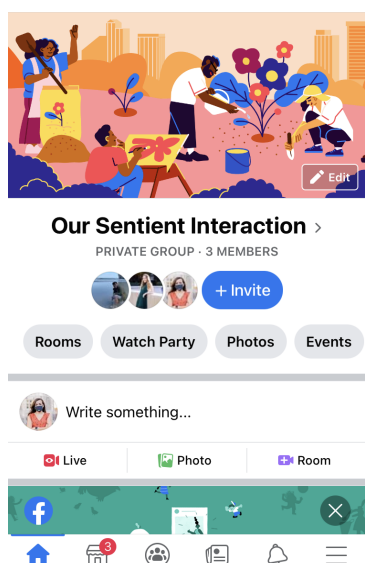 Edit
Our Sentient Interaction
PRIVATE GROUP · 3 MEMBERS
+ Invite
Rooms Watch Party Photos Events
Write something...
Live Photo Room
3